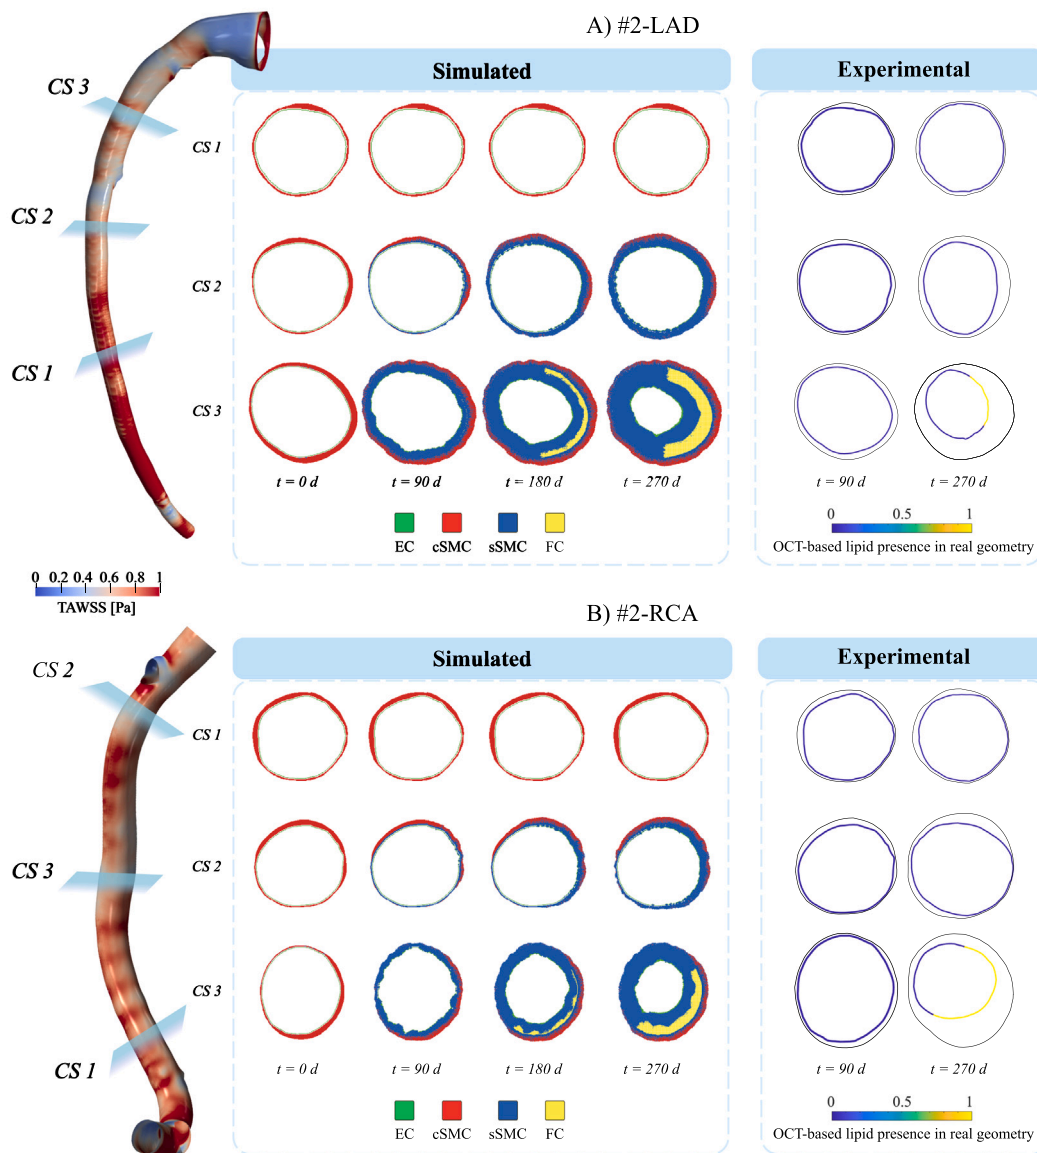 A) #2-LAD
Simulated
Experimental
CS 3
CS 2
CS 1
CS 1
CS 2
CS 3
t = 0 d
t = 90 d
t = 180 d
t = 270 d
t = 90 d
t = 270 d
EC
cSMC
sSMC
FC
0
0.5
1
OCT-based lipid presence in real geometry
0 0.2 0.4 0.6 0.8 1
TAWSS [Pa]
B) #2-RCA
Simulated
Experimental
CS 2
CS 3
CS 1
CS 1
CS 2
CS 3
t = 0 d
t = 90 d
t = 180 d
t = 270 d
t = 90 d
t = 270 d
EC
cSMC
sSMC
FC
0
0.5
1
OCT-based lipid presence in real geometry